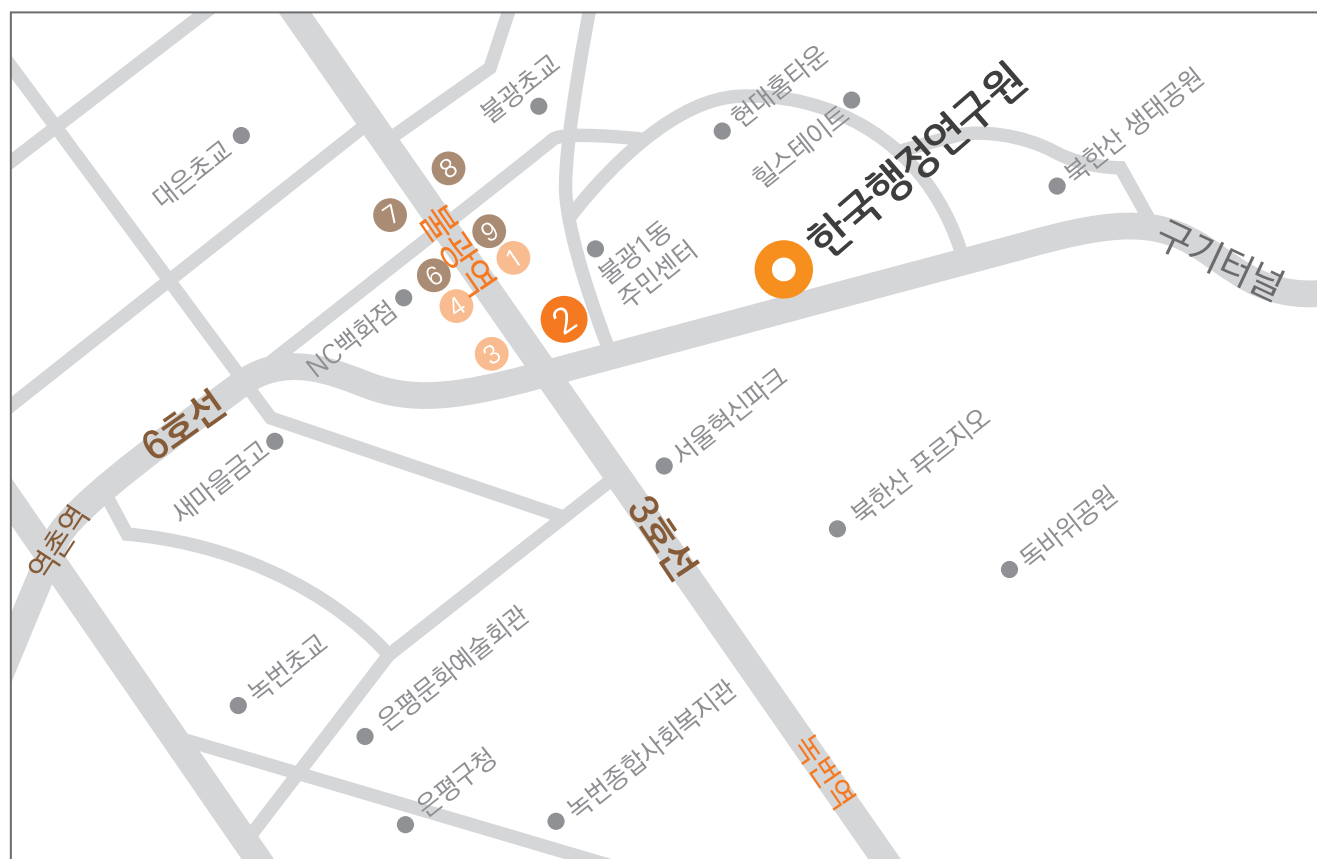 불광초교
현대홈타운
힐스테이트
한국행정연구원
북한산 생태공원
대은초교
8
7
불광역
9
1
6
4
2
3
불광1동
주민센터
구기터널
NC백화점
6호선
새마을금고
역촌역
서울혁신파크
북한산 푸르지오
3호선
독바위공원
녹번초교
은평문화예술회관
은평구청
녹번종합사회복지관
녹번역